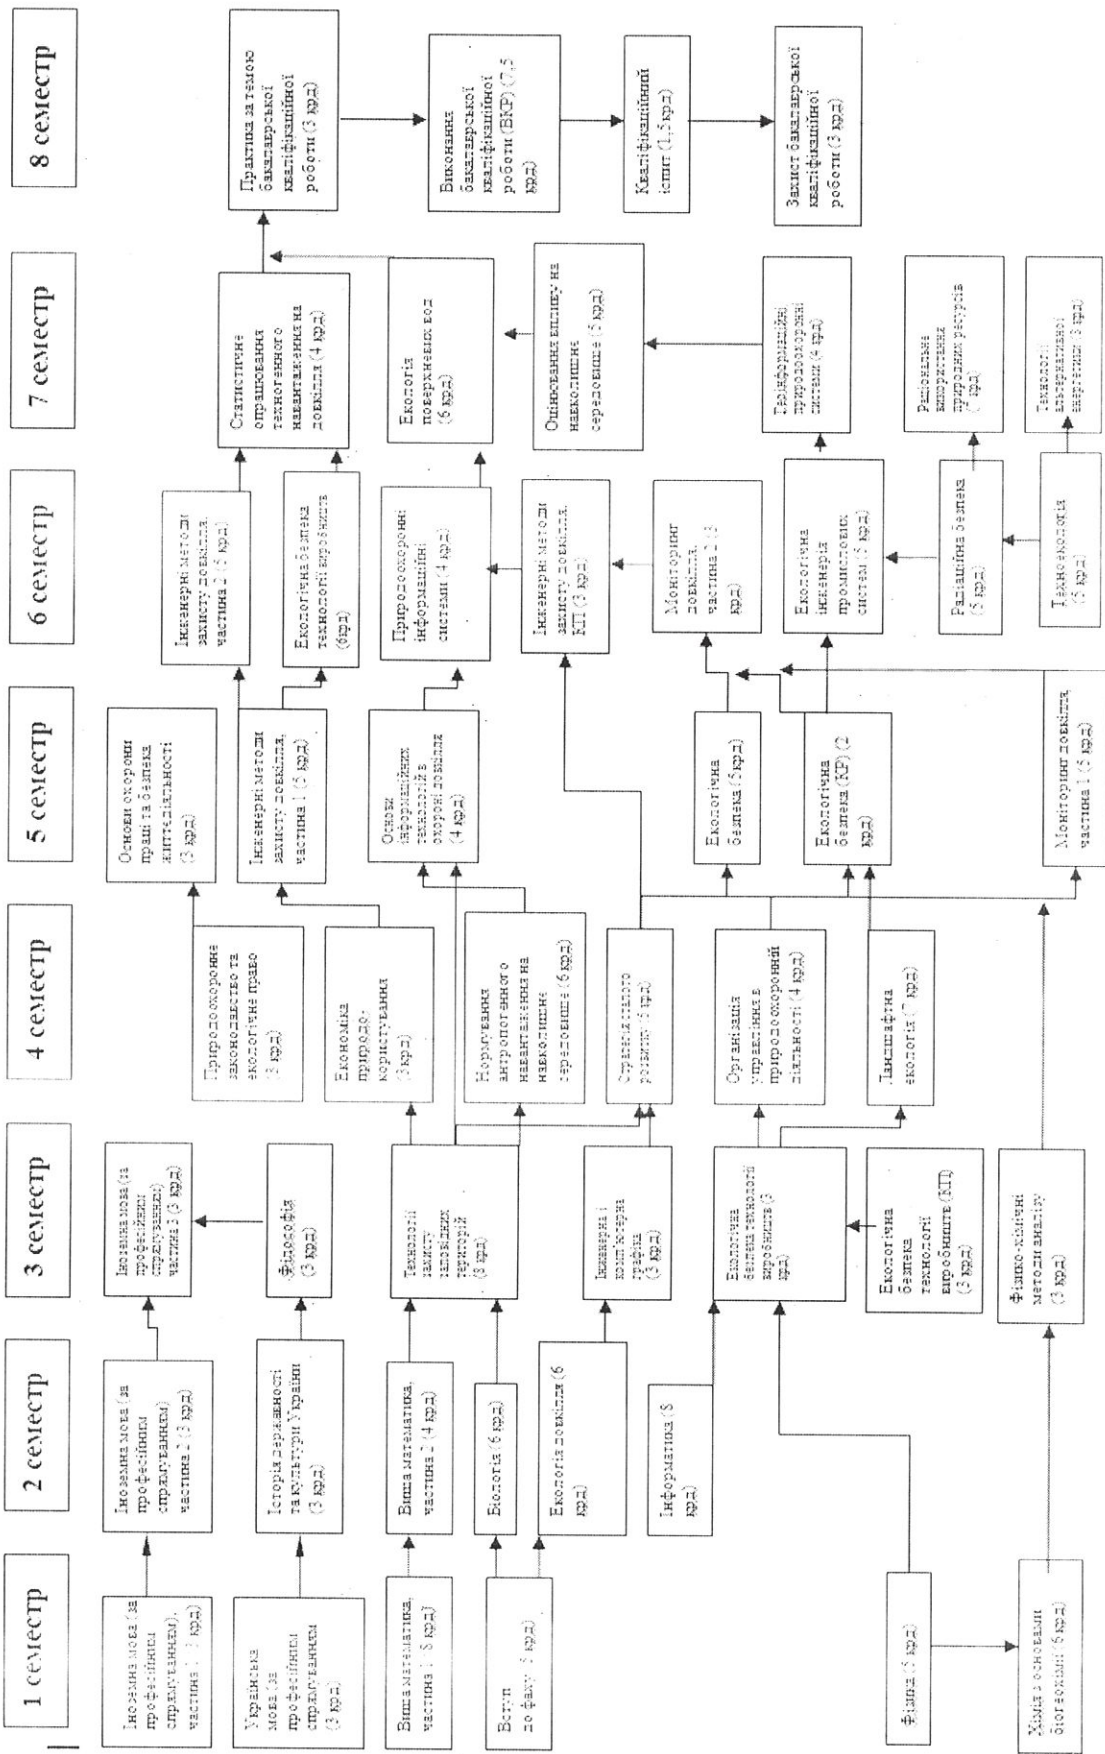 1 семестр
2 семестр
3 семестр
4 семестр
5 семестр
6 семестр
7 семестр
8 семестр
Іноземна мова (за
професійним
спрямуванням),
частина 1
крд)
Українська
мова (за
професійним
спрямуванням)
(3 крд)
Вища математика,
частина 1
крд)
Вступ
до фаху
крд)
Фізика (5 крд)
Хімія з основами
біогеохімії (6 крд)
Іноземна мова (за
професійним
спрямуванням)
частина 2 (3 крд)
Історія державності
та культури України
(3 крд)
Вища математика,
частина 2 (4 крд)
Біологія (6 крд)
Екологія довкілля (6
крд)
Інформатика (8
крд)
Іноземна мова (за
професійним
спрямуванням)
частина 3 (3 крд)
Філософія
(3 крд)
Технології
захисту
заповідних
територій
(8 крд)
Інженерна і
комп'ютерна
графіка
(3 крд)
Екологічна
безпека технології
виробництв (3
крд)
Екологічна
безпека
технології
виробництв (КП)
(3 крд)
Фізико-хімічні
методи аналізу
(3 крд)
Природоохоронне
законодавство та
екологічне право
(3 крд)
Економіка
природо-
користування
(3 крд)
Нормування
антропогенного
навантаження на
навколишнє
середовище (6 крд)
Стратегія сталого
розвитку
крд)
Організація
управління в
природоохоронній
діяльності (4 крд)
Ландшафтна
екологія
крд)
Основи охорони
праці та безпека
життєдіяльності
(3 крд)
Інженерні методи
захисту довкілля,
частина 1 (5 крд)
Основи
інформаційних
технологій в
охороні довкілля
(4 крд)
Екологічна
безпека (5 крд)
Екологічна
безпека (КР) (2
крд)
Моніторинг довкілля,
частина 1 (5 крд)
Інженерні методи
захисту довкілля,
частина 2 (5 крд)
Екологічна безпека
технології виробництв
(6 крд)
Природоохоронні
інформаційні
системи (4 крд)
Інженерні методи
захисту довкілля,
КП (3 крд)
Моніторинг
довкілля,
частина 2 (3
крд)
Екологічна
інженерія
промислових
систем (5 крд)
Радіаційна безпека
(5 крд)
Техноекологія
(5 крд)
Статистичне
опрацювання
техногенного
навантаження на
довкілля (4 крд)
Екологія
поверхневих вод
(6 крд)
Оцінювання впливу на
навколишнє
середовище (5 крд)
Геоінформаційні
природоохоронні
системи (4 крд)
Раціональне
використання
природних ресурсів
крд)
Технології
альтернативної
енергетики (3 крд)
Практика за темою
бакалаврської
кваліфікаційної
роботи (3 крд)
Виконання
бакалаврської
кваліфікаційної
роботи (ВКР) (7,5
крд)
Кваліфікаційний
іспит (1,5 крд)
Захист бакалаврської
кваліфікаційної
роботи (3 крд)